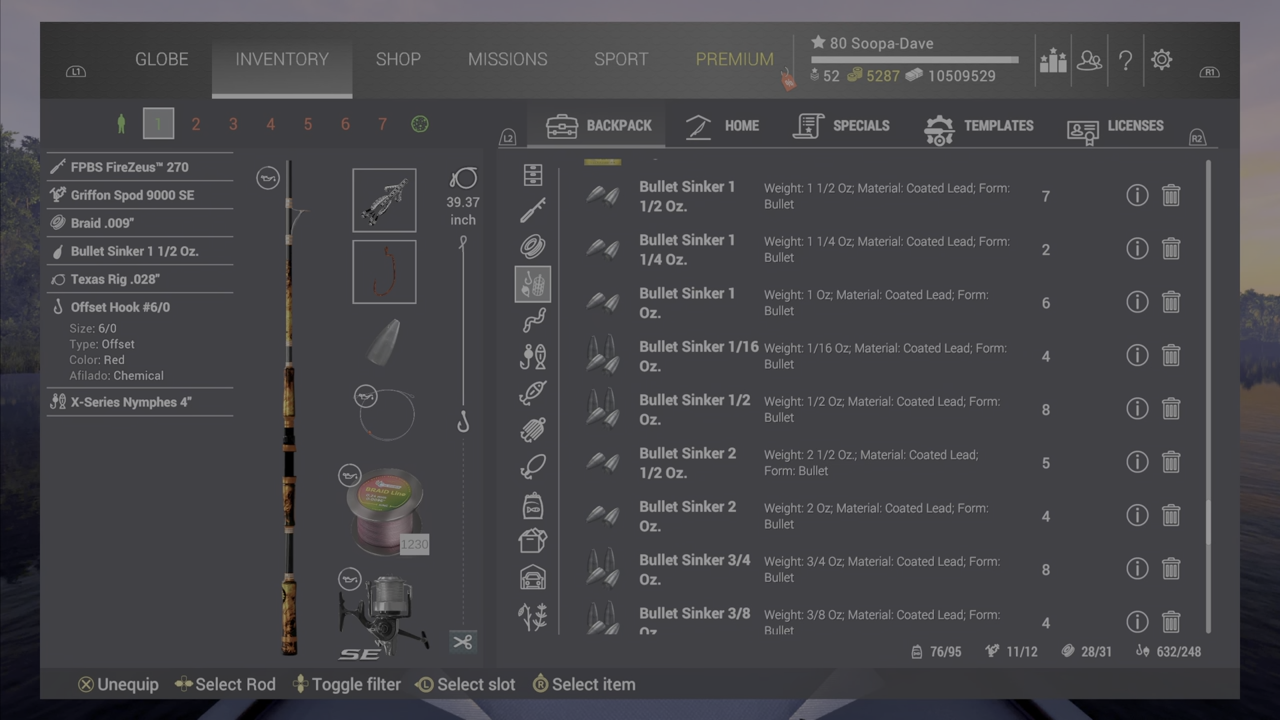 GLOBE
INVENTORY
SHOP
MISSIONS
SPORT
PREMIUM
80 Soopa-Dave
52 5287 10509529
L1
R1
?
1 2 3 4 5 6 7
L2
BACKPACK
HOME
SPECIALS
TEMPLATES
LICENSES
R2
FPBS FireZeus™ 270
Griffon Spod 9000 SE
Braid .009"
Bullet Sinker 1 1/2 Oz.
Texas Rig .028"
Offset Hook #6/0
Size: 6/0
Type: Offset
Color: Red
Afilado: Chemical
X-Series Nymphes 4"
39.37
inch
BRAID Line
1230
SE
Bullet Sinker 1
1/2 Oz.
Weight: 1 1/2 Oz; Material: Coated Lead; Form:
Bullet
7
Bullet Sinker 1
1/4 Oz.
Weight: 1 1/4 Oz; Material: Coated Lead; Form:
Bullet
2
Bullet Sinker 1
Oz.
Weight: 1 Oz; Material: Coated Lead; Form:
Bullet
6
Bullet Sinker 1/16
Oz.
Weight: 1/16 Oz; Material: Coated Lead; Form:
Bullet
4
Bullet Sinker 1/2
Oz.
Weight: 1/2 Oz; Material: Coated Lead; Form:
Bullet
8
Bullet Sinker 2
1/2 Oz.
Weight: 2 1/2 Oz.; Material: Coated Lead;
Form: Bullet
5
Bullet Sinker 2
Oz.
Weight: 2 Oz; Material: Coated Lead; Form:
Bullet
4
Bullet Sinker 3/4
Oz.
Weight: 3/4 Oz; Material: Coated Lead; Form:
Bullet
8
Bullet Sinker 3/8
Oz.
Weight: 3/8 Oz; Material: Coated Lead; Form:
Bullet
4
76/95
11/12
28/31
632/248
Unequip
Select Rod
Toggle filter
L Select slot
R Select item